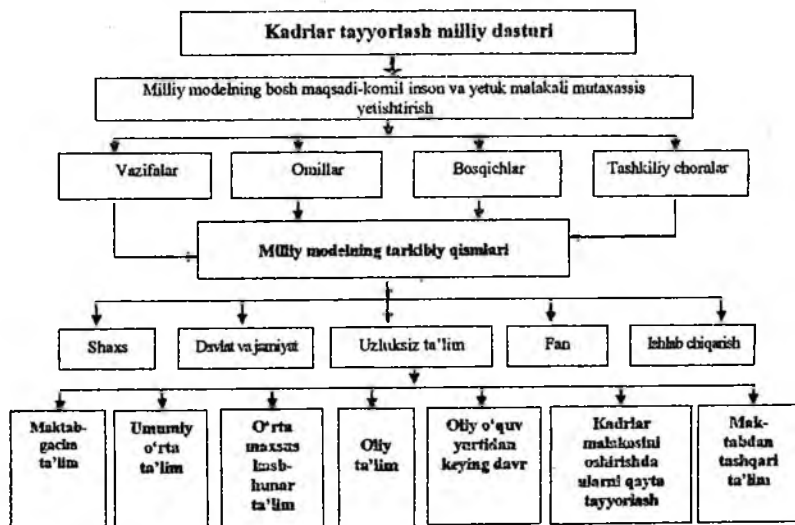 Kadrlar tayyorlash milliy dasturi
Milliy modelning bosh maqsadi-komil inson va yetuk malakali mutaxassis
yetishtirish
Vazifalar
Omillar
Bosqichlar
Tashkiliy choralar
Milliy modelning tarkibiy qismlari
Shaxs
Davlat va jamiyat
Uzluksiz ta'lim
Fan
Ishlab chiqarish
Maktab-
gacha
ta'lim
Umumiy
o‘rta
ta'lim
O‘rta
maxsus
kasb-
hunar
ta'lim
Oliy
ta'lim
Oliy o‘quv
yurtidan
keying davr
Kadrlar
malakasini
oshirishda
ularni qayta
tayyorlash
Mak-
tabdan
tashqari
ta'lim